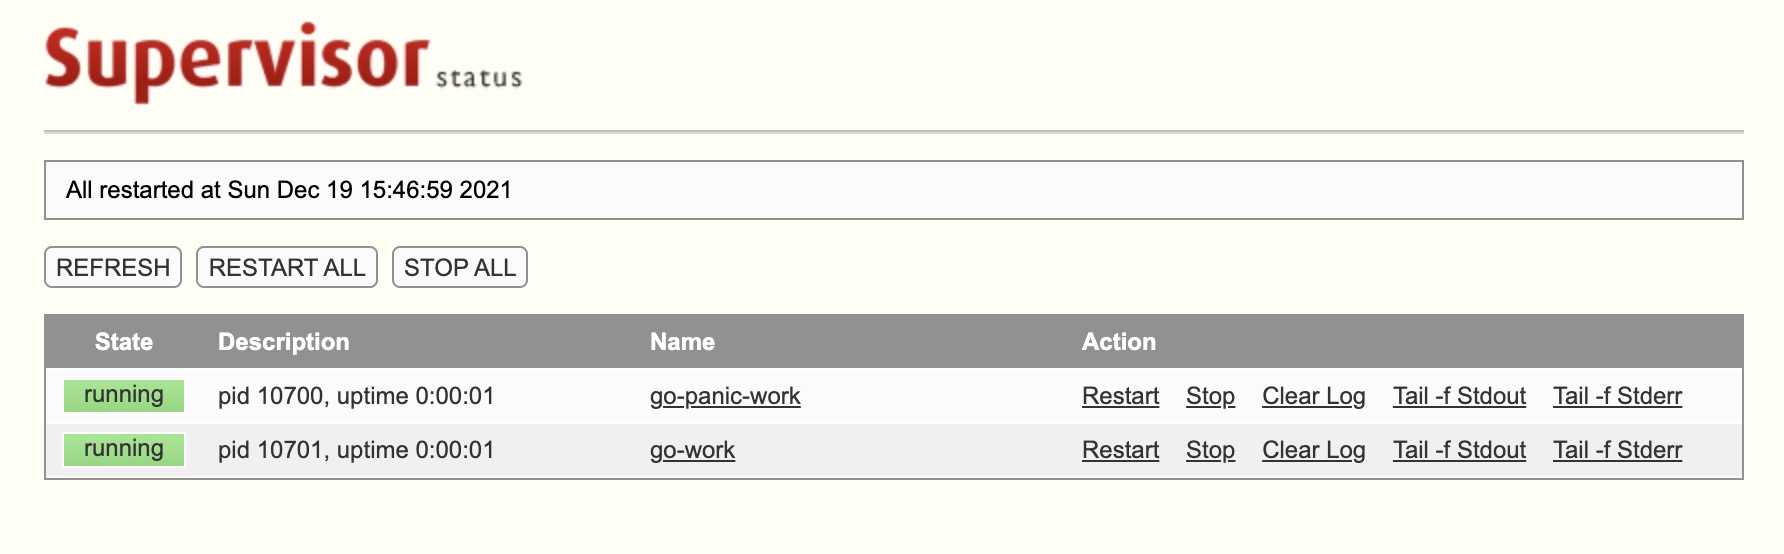 Supervisor status
All restarted at Sun Dec 19 15:46:59 2021
REFRESH RESTART ALL STOP ALL
State Description Name Action
running pid 10700, uptime 0:00:01 go-panic-work Restart Stop Clear Log Tail -f Stdout Tail -f Stderr
running pid 10701, uptime 0:00:01 go-work Restart Stop Clear Log Tail -f Stdout Tail -f Stderr